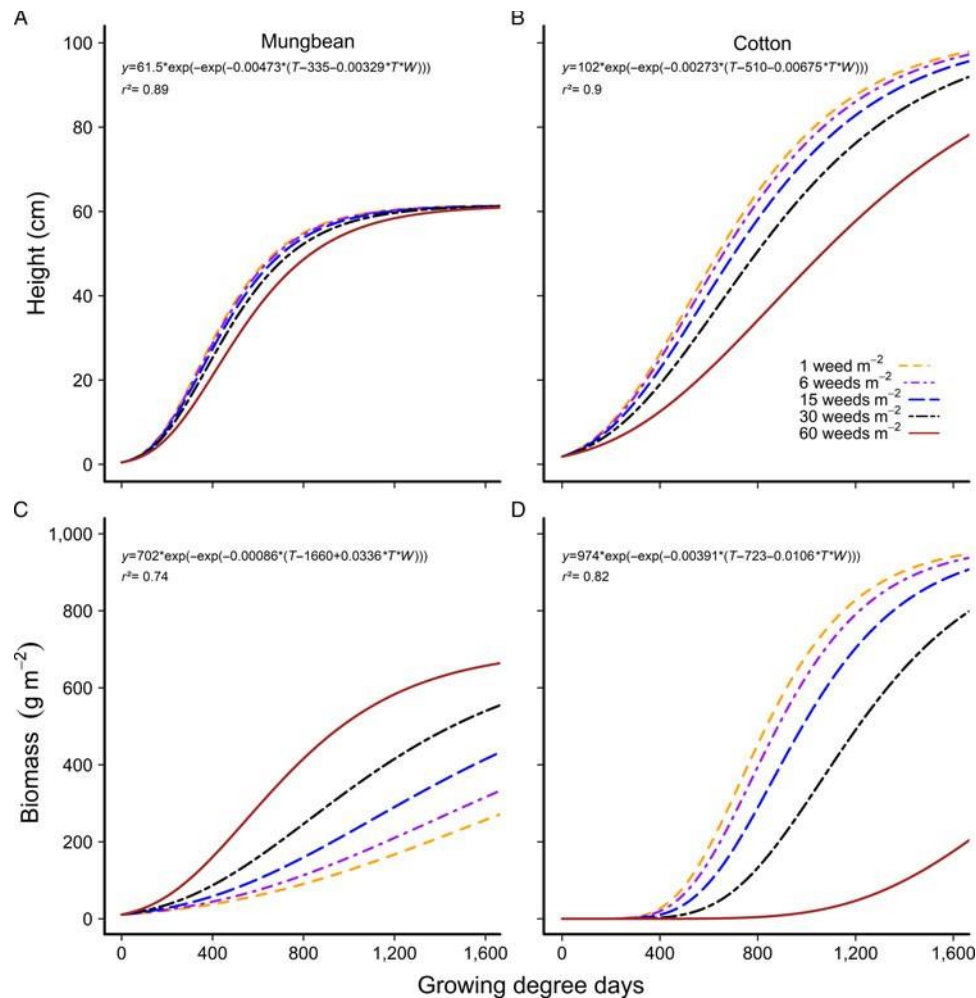 A
B
Mungbean
Cotton
y=61.5*exp(−exp(−0.00473*(T−335−0.00329*T*W)))
r²= 0.89
y=102*exp(−exp(−0.00273*(T−510−0.00675*T*W)))
r²= 0.9
100
80
60
40
20
0
Height (cm)
1 weed m⁻²
6 weeds m⁻²
15 weeds m⁻²
30 weeds m⁻²
60 weeds m⁻²
C
D
y=702*exp(−exp(−0.00086*(T−1660+0.0336*T*W)))
r²= 0.74
y=974*exp(−exp(−0.00391*(T−723−0.0106*T*W)))
r²= 0.82
1,000
800
600
400
200
0
Biomass (g m⁻²)
0 400 800 1,200 1,600
0 400 800 1,200 1,600
Growing degree days